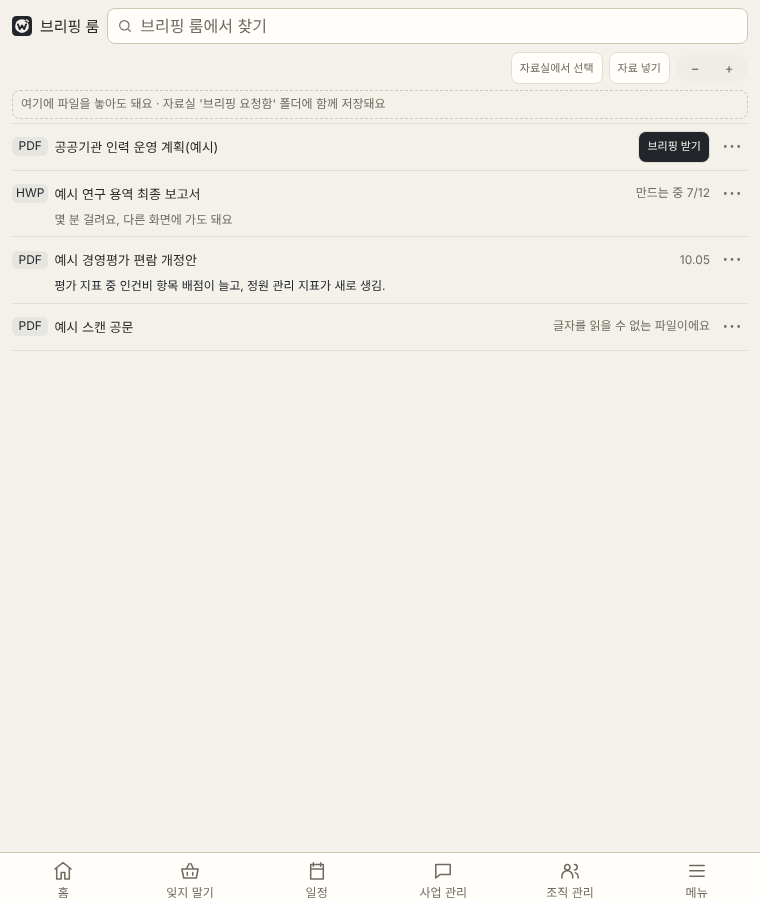 브리핑 룸
브리핑 룸에서 찾기
자료실에서 선택
자료 넣기
− +
여기에 파일을 놓아도 돼요 · 자료실 '브리핑 요청함' 폴더에 함께 저장돼요
PDF 공공기관 인력 운영 계획(예시) 브리핑 받기 ···
HWP 예시 연구 용역 최종 보고서 만드는 중 7/12 ···
몇 분 걸려요, 다른 화면에 가도 돼요
PDF 예시 경영평가 편람 개정안 10.05 ···
평가 지표 중 인건비 항목 배점이 늘고, 정원 관리 지표가 새로 생김.
PDF 예시 스캔 공문 글자를 읽을 수 없는 파일이에요 ···
홈 잊지 말기 일정 사업 관리 조직 관리 메뉴